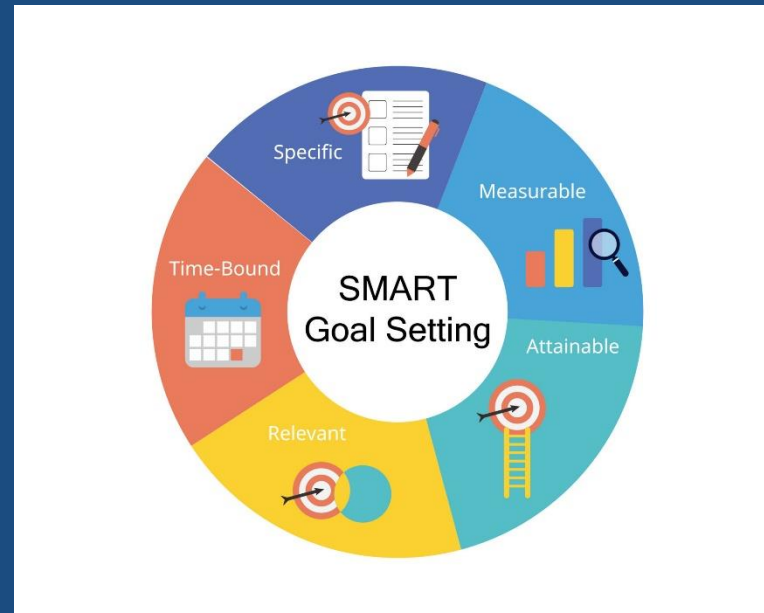 SMART
Goal Setting
Specific
Measurable
Attainable
Relevant
Time-Bound